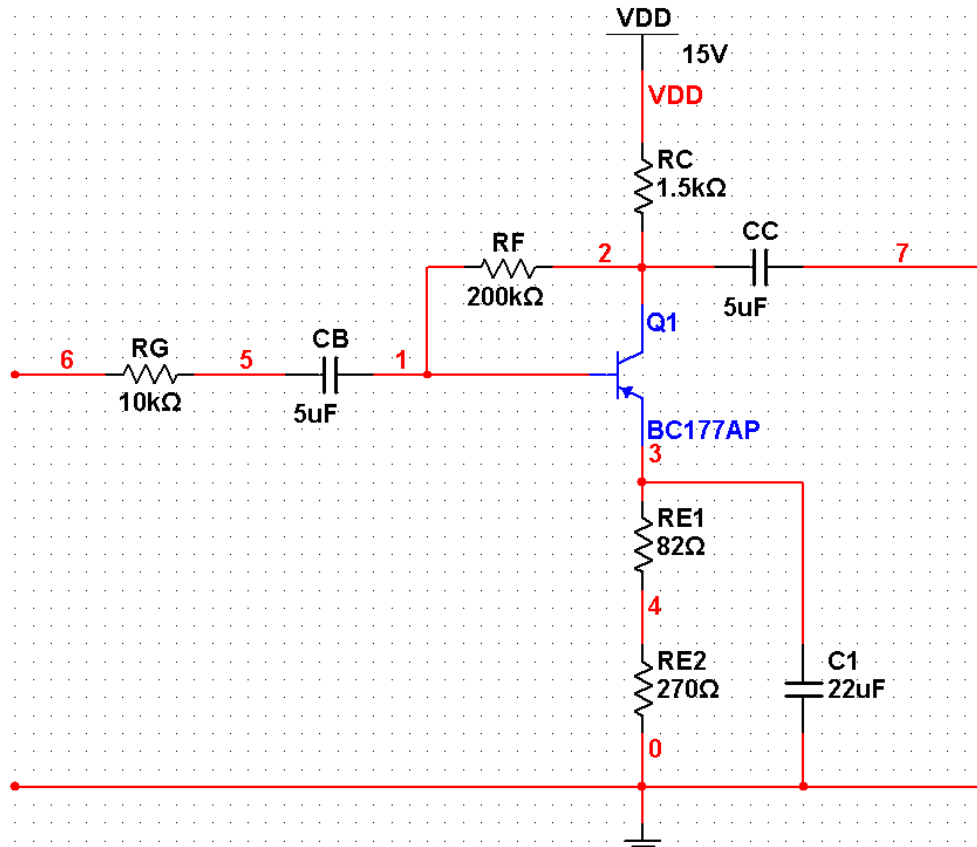 VDD
15V
VDD
RC
1.5kΩ
RF
200kΩ
2
CC
5uF
7
Q1
6
RG
10kΩ
5
CB
5uF
1
BC177AP
3
RE1
82Ω
4
RE2
270Ω
C1
22uF
0